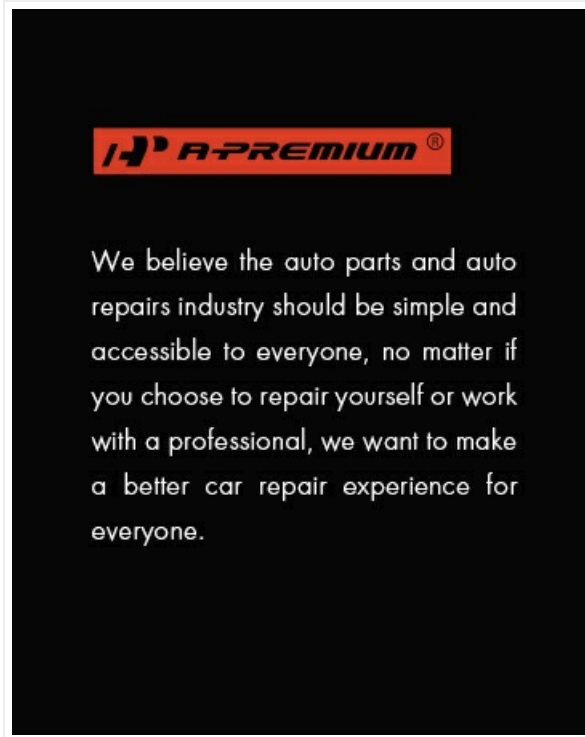 A-PREMIUM ®
We believe the auto parts and auto
repairs industry should be simple and
accessible to everyone, no matter if
you choose to repair yourself or work
with a professional, we want to make
a better car repair experience for
everyone.